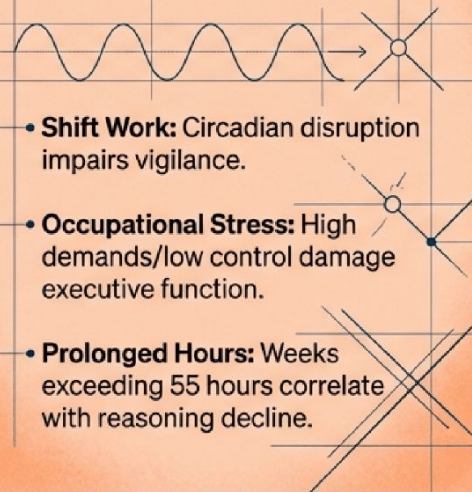 • Shift Work: Circadian disruption
impairs vigilance.
• Occupational Stress: High
demands/low control damage
executive function.
• Prolonged Hours: Weeks
exceeding 55 hours correlate
with reasoning decline.